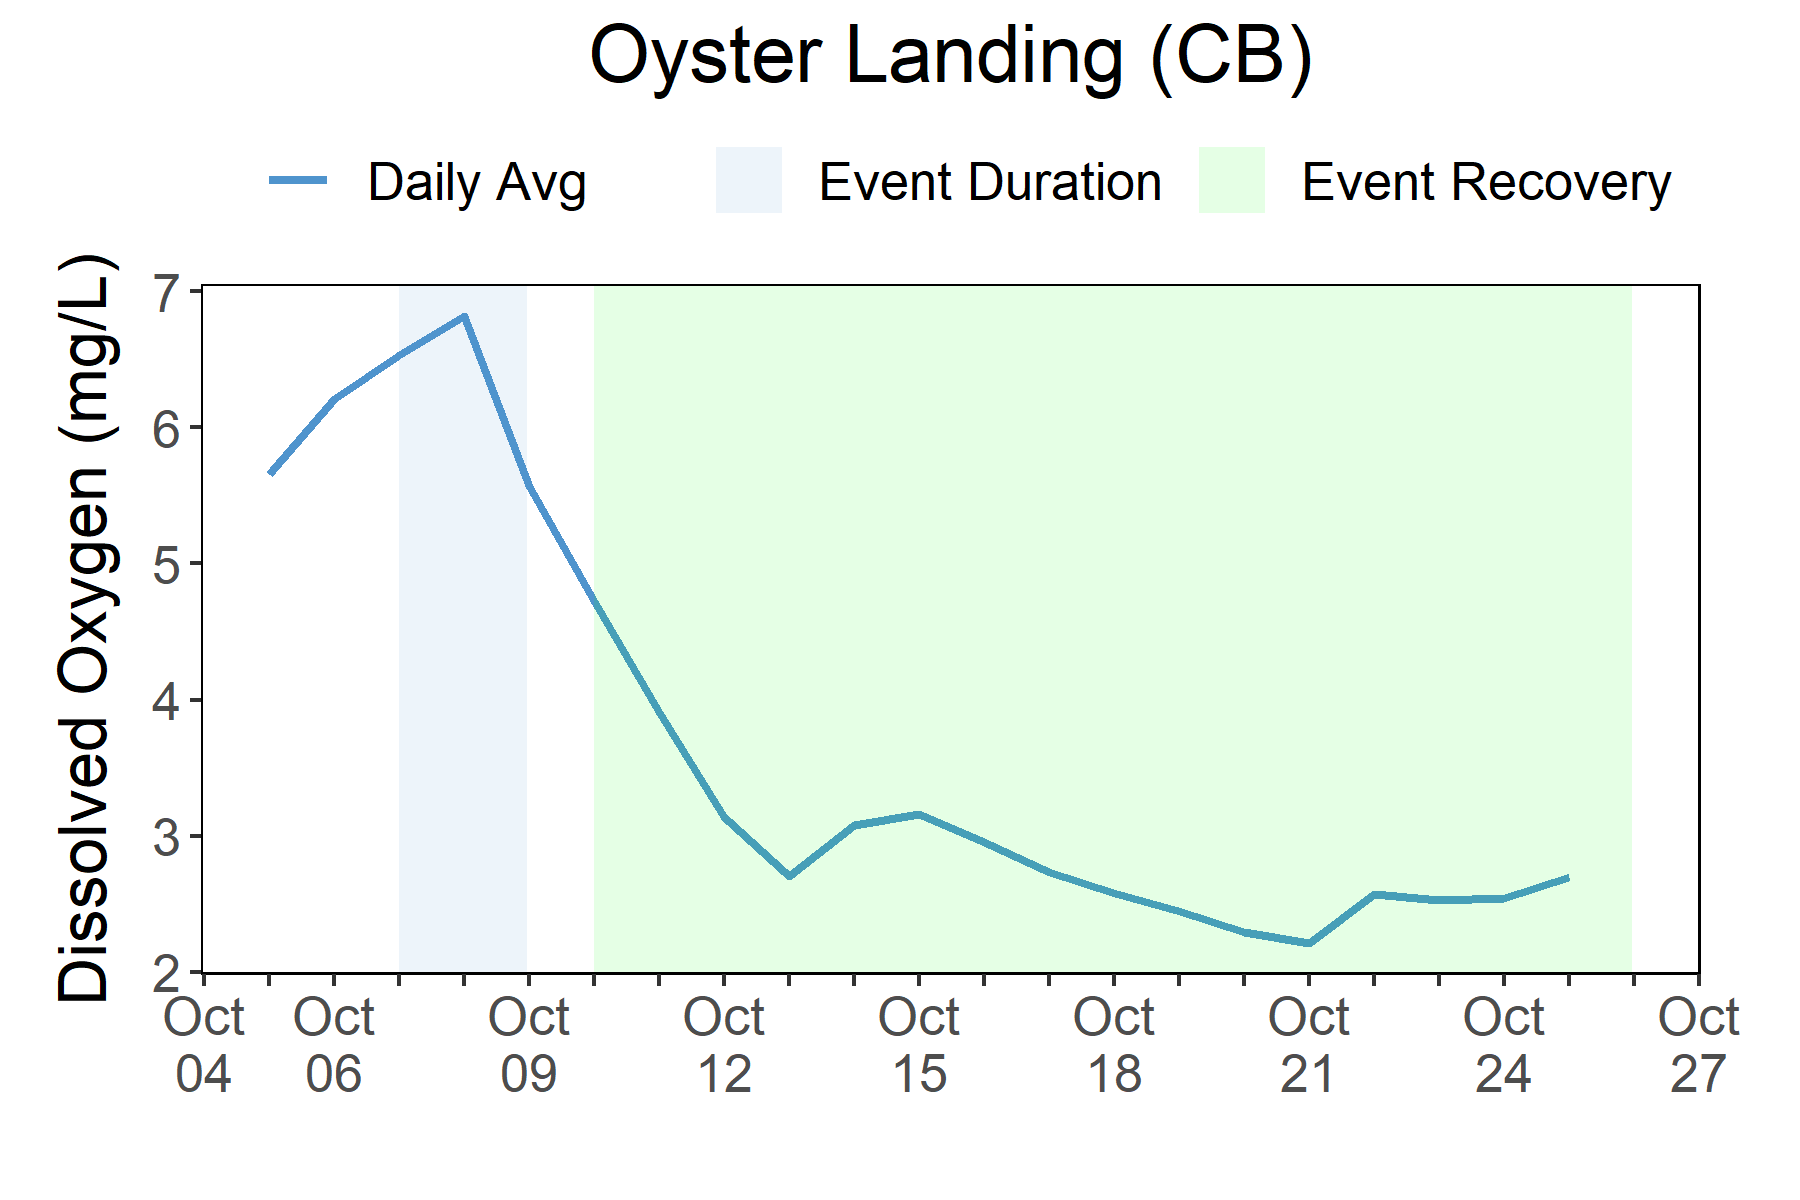 Oyster Landing (CB)
Daily Avg Event Duration Event Recovery
Dissolved Oxygen (mg/L)
7
6
5
4
3
2
Oct Oct Oct Oct Oct Oct Oct Oct Oct
04 06 09 12 15 18 21 24 27